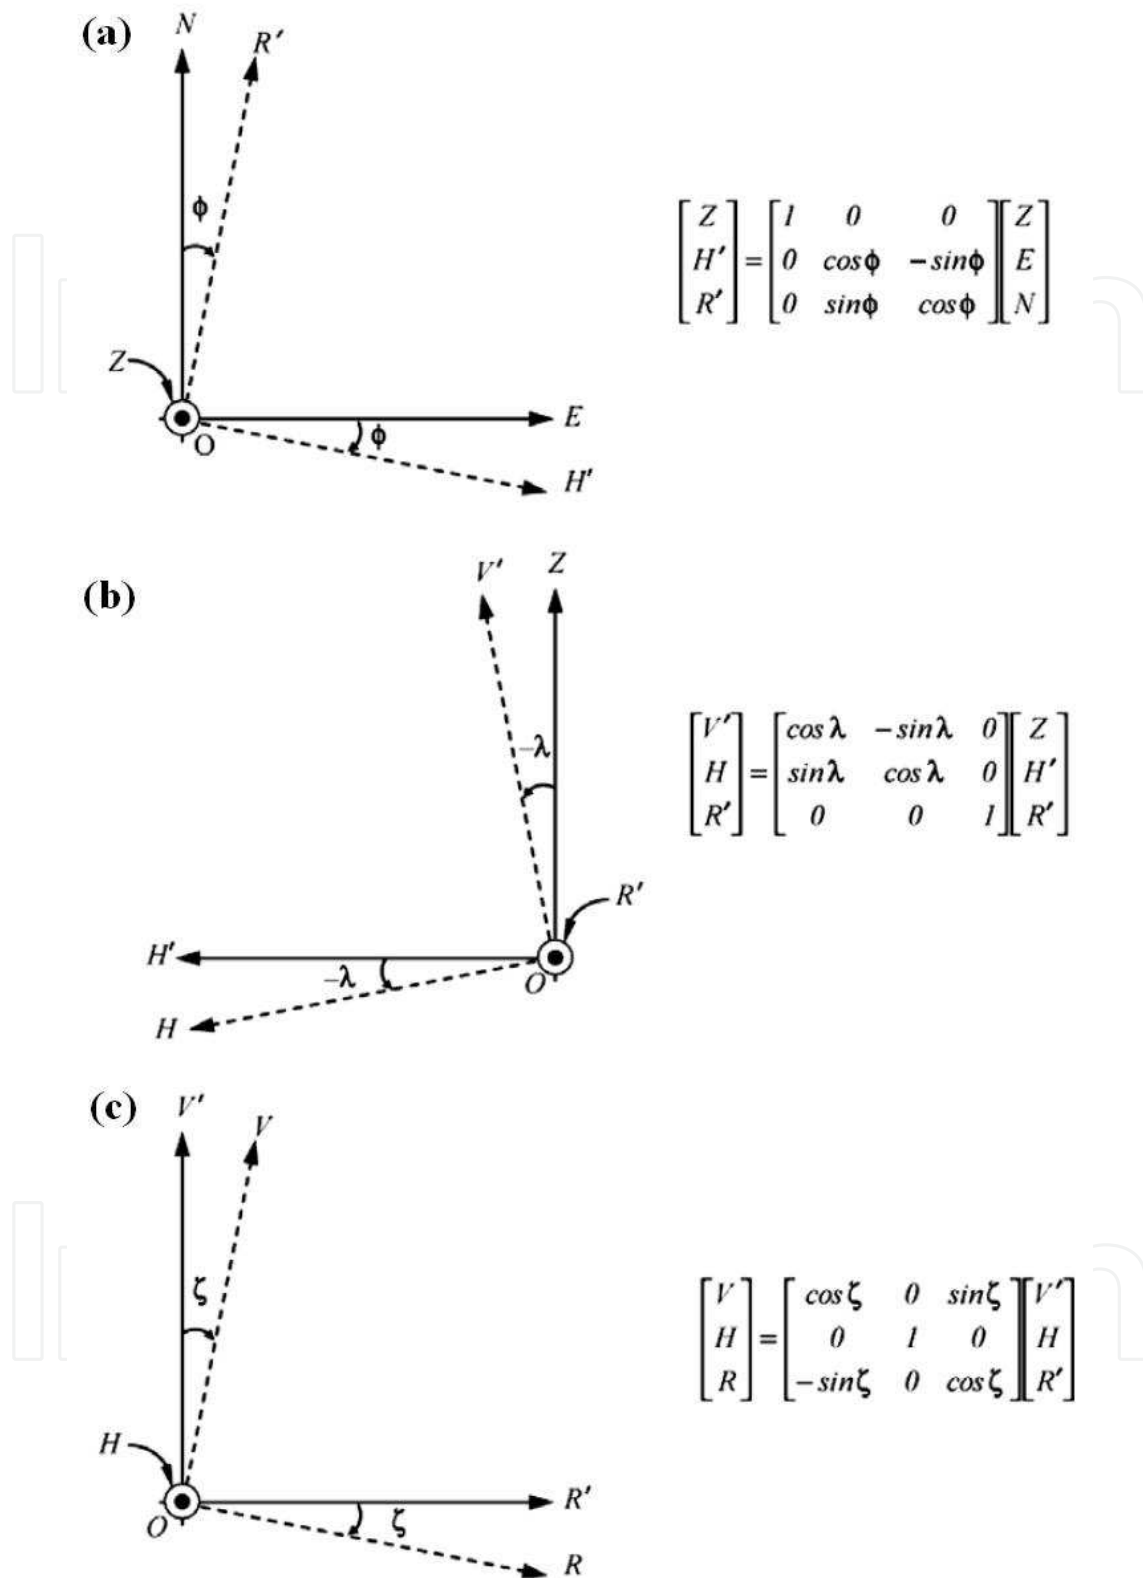 (a)
N
R′
ϕ
Z
O
E
ϕ
H′
[Z H′ R′] = [1 0 0; 0 cosϕ −sinϕ; 0 sinϕ cosϕ] [Z E N]
(b)
V′
Z
−λ
R′
H′
−λ
O
H
[V′ H R′] = [cosλ −sinλ 0; sinλ cosλ 0; 0 0 1] [Z H′ R′]
(c)
V′
V
ζ
H
O
R′
ζ
R
[V H R] = [cosζ 0 sinζ; 0 1 0; −sinζ 0 cosζ] [V′ H R′]